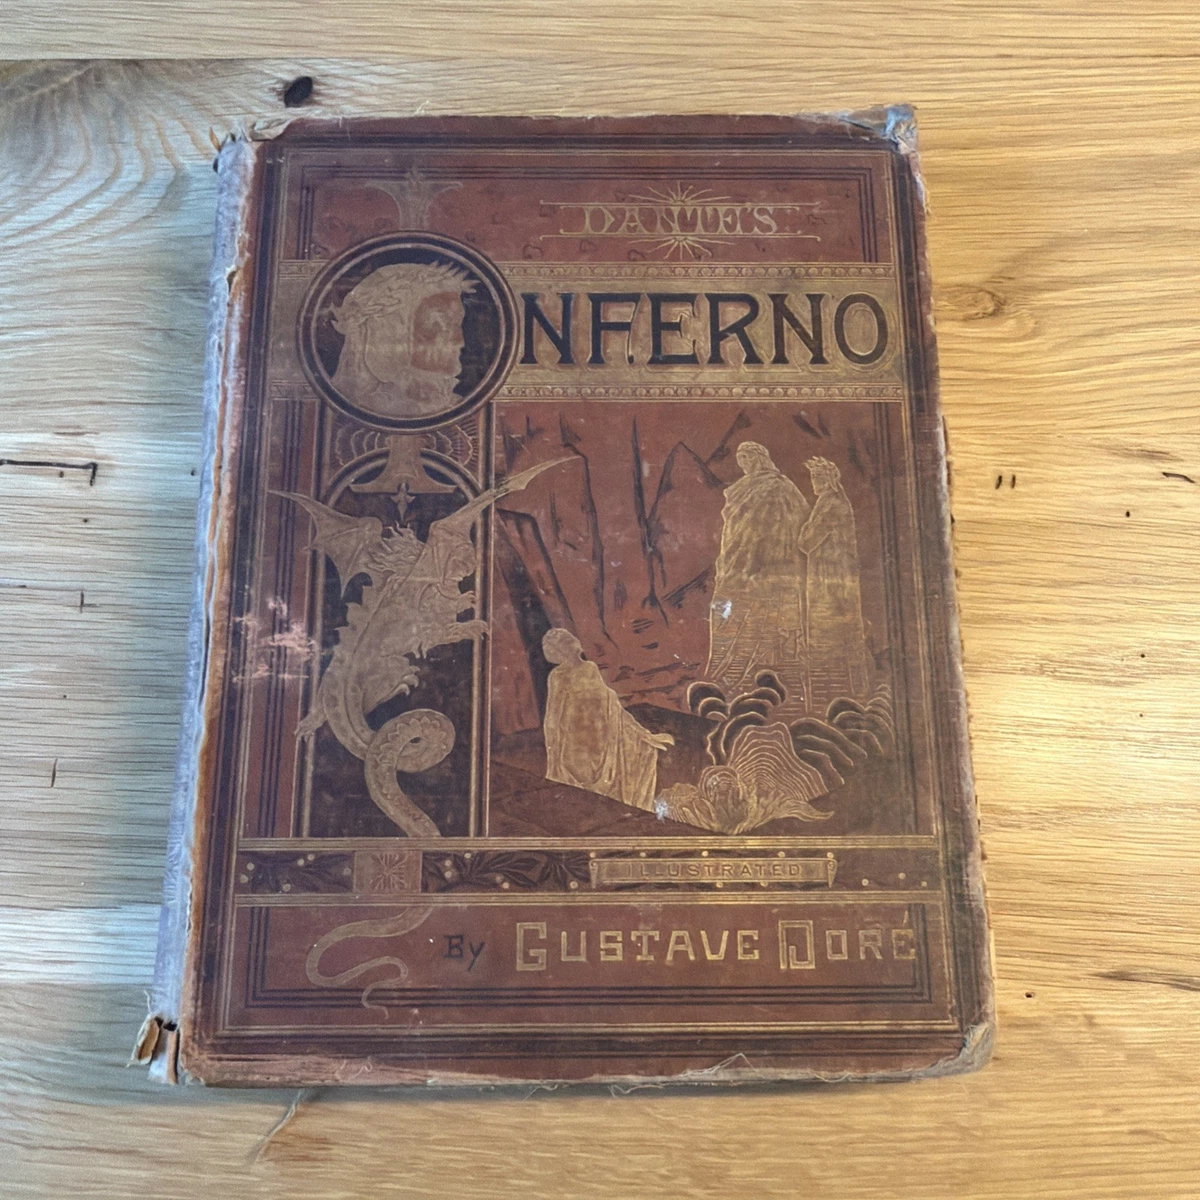 DANTE'S
INFERNO
ILLUSTRATED
By GUSTAVE DORÉ